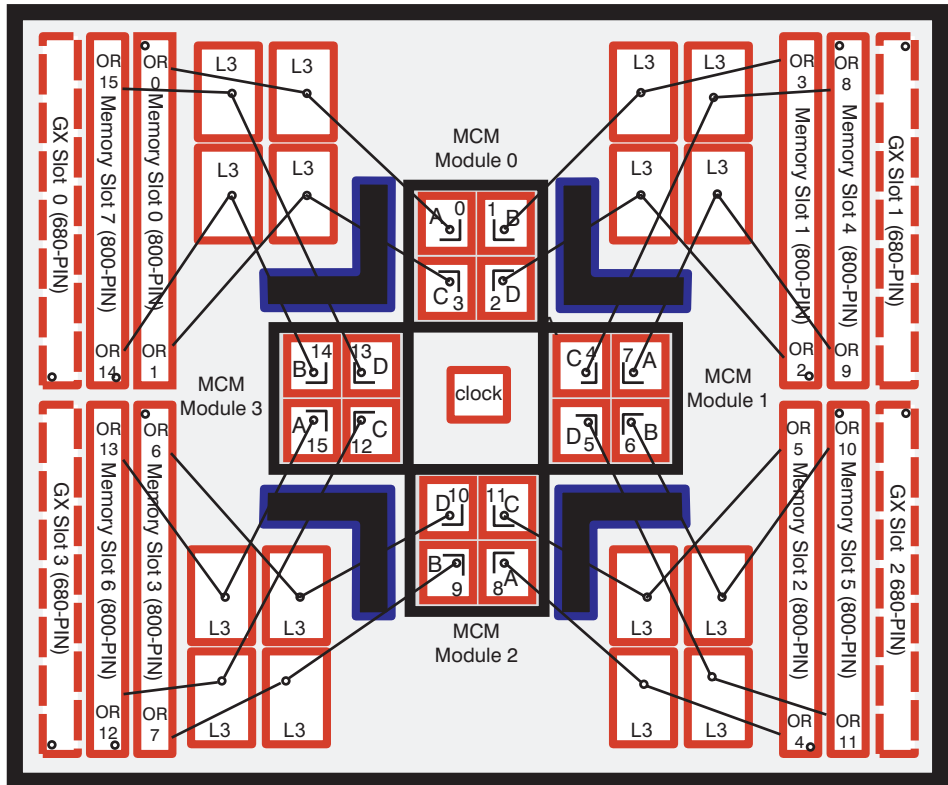 OR
15
Memory Slot 7 (800-PIN)
OR
14
OR
0
Memory Slot 0 (800-PIN)
OR
1
GX Slot 0 (680-PIN)
L3
L3
L3
L3
MCM
Module 0
A
0
1
B
C
3
2
D
L3
L3
L3
L3
OR
3
Memory Slot 1 (800-PIN)
OR
2
OR
8
Memory Slot 4 (800-PIN)
OR
9
GX Slot 1 (680-PIN)
MCM
Module 3
14
13
B
D
A
C
15
12
clock
C
4
7
A
D
5
B
6
MCM
Module 1
GX Slot 3 (680-PIN)
OR
13
Memory Slot 6 (800-PIN)
OR
12
OR
6
Memory Slot 3 (800-PIN)
OR
7
L3
L3
L3
L3
D
10
11
C
B
9
8
A
MCM
Module 2
L3
L3
L3
L3
OR
5
Memory Slot 2 (800-PIN)
OR
4
OR
10
Memory Slot 5 (800-PIN)
OR
11
GX Slot 2 680-PIN)